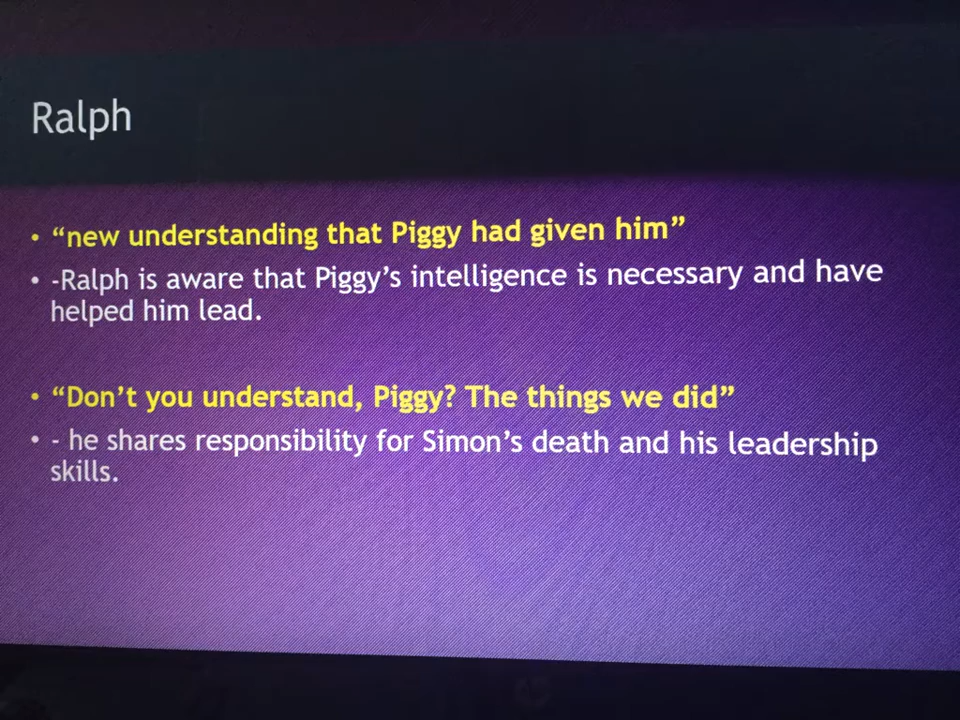 Ralph
• “new understanding that Piggy had given him”
• -Ralph is aware that Piggy’s intelligence is necessary and have
helped him lead.
• “Don’t you understand, Piggy? The things we did”
• - he shares responsibility for Simon’s death and his leadership
skills.